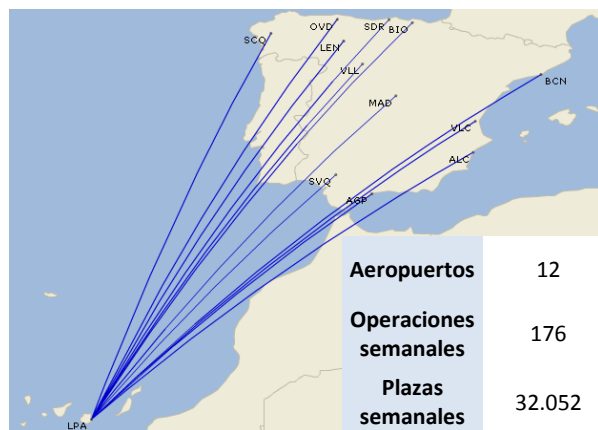 OVD
SDR
BIO
SCQ
LEN
VLL
BCN
MAD
VLC
ALC
SVQ
AGP
Aeropuertos 12
Operaciones
semanales 176
Plazas
semanales 32.052
LPA